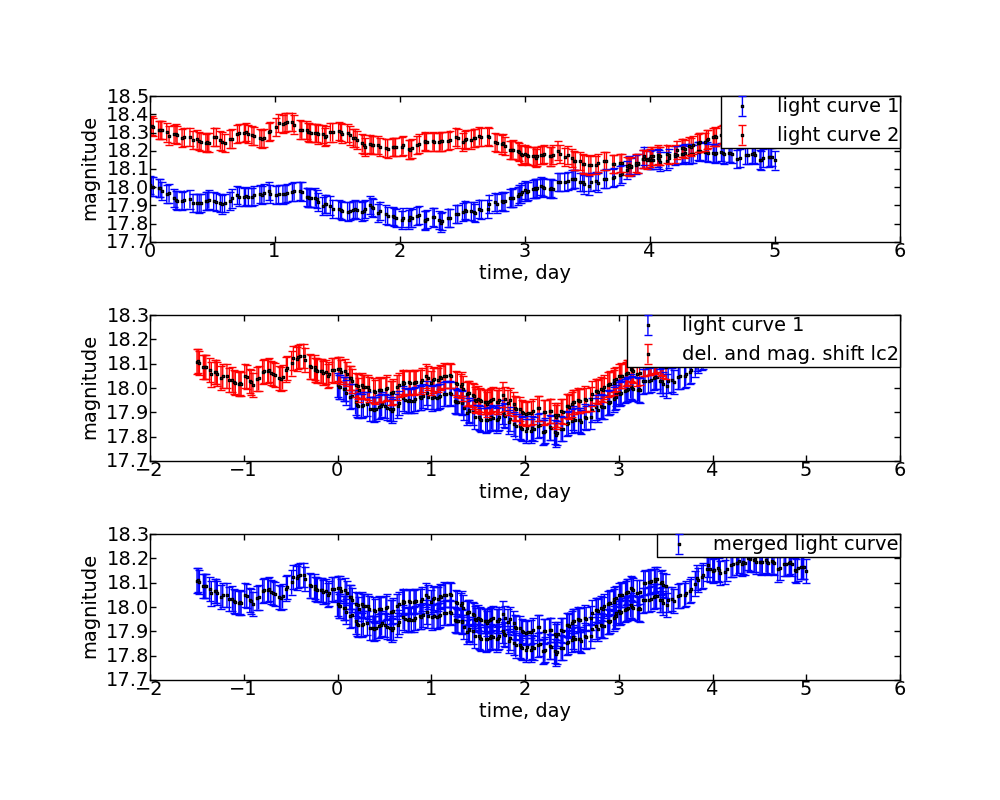 magnitude
18.5
18.4
18.3
18.2
18.1
18.0
17.9
17.8
17.7
light curve 1
light curve 2
0 1 2 3 4 5 6
time, day
magnitude
18.3
18.2
18.1
18.0
17.9
17.8
17.7
light curve 1
del. and mag. shift lc2
−2 −1 0 1 2 3 4 5 6
time, day
magnitude
18.3
18.2
18.1
18.0
17.9
17.8
17.7
merged light curve
−2 −1 0 1 2 3 4 5 6
time, day